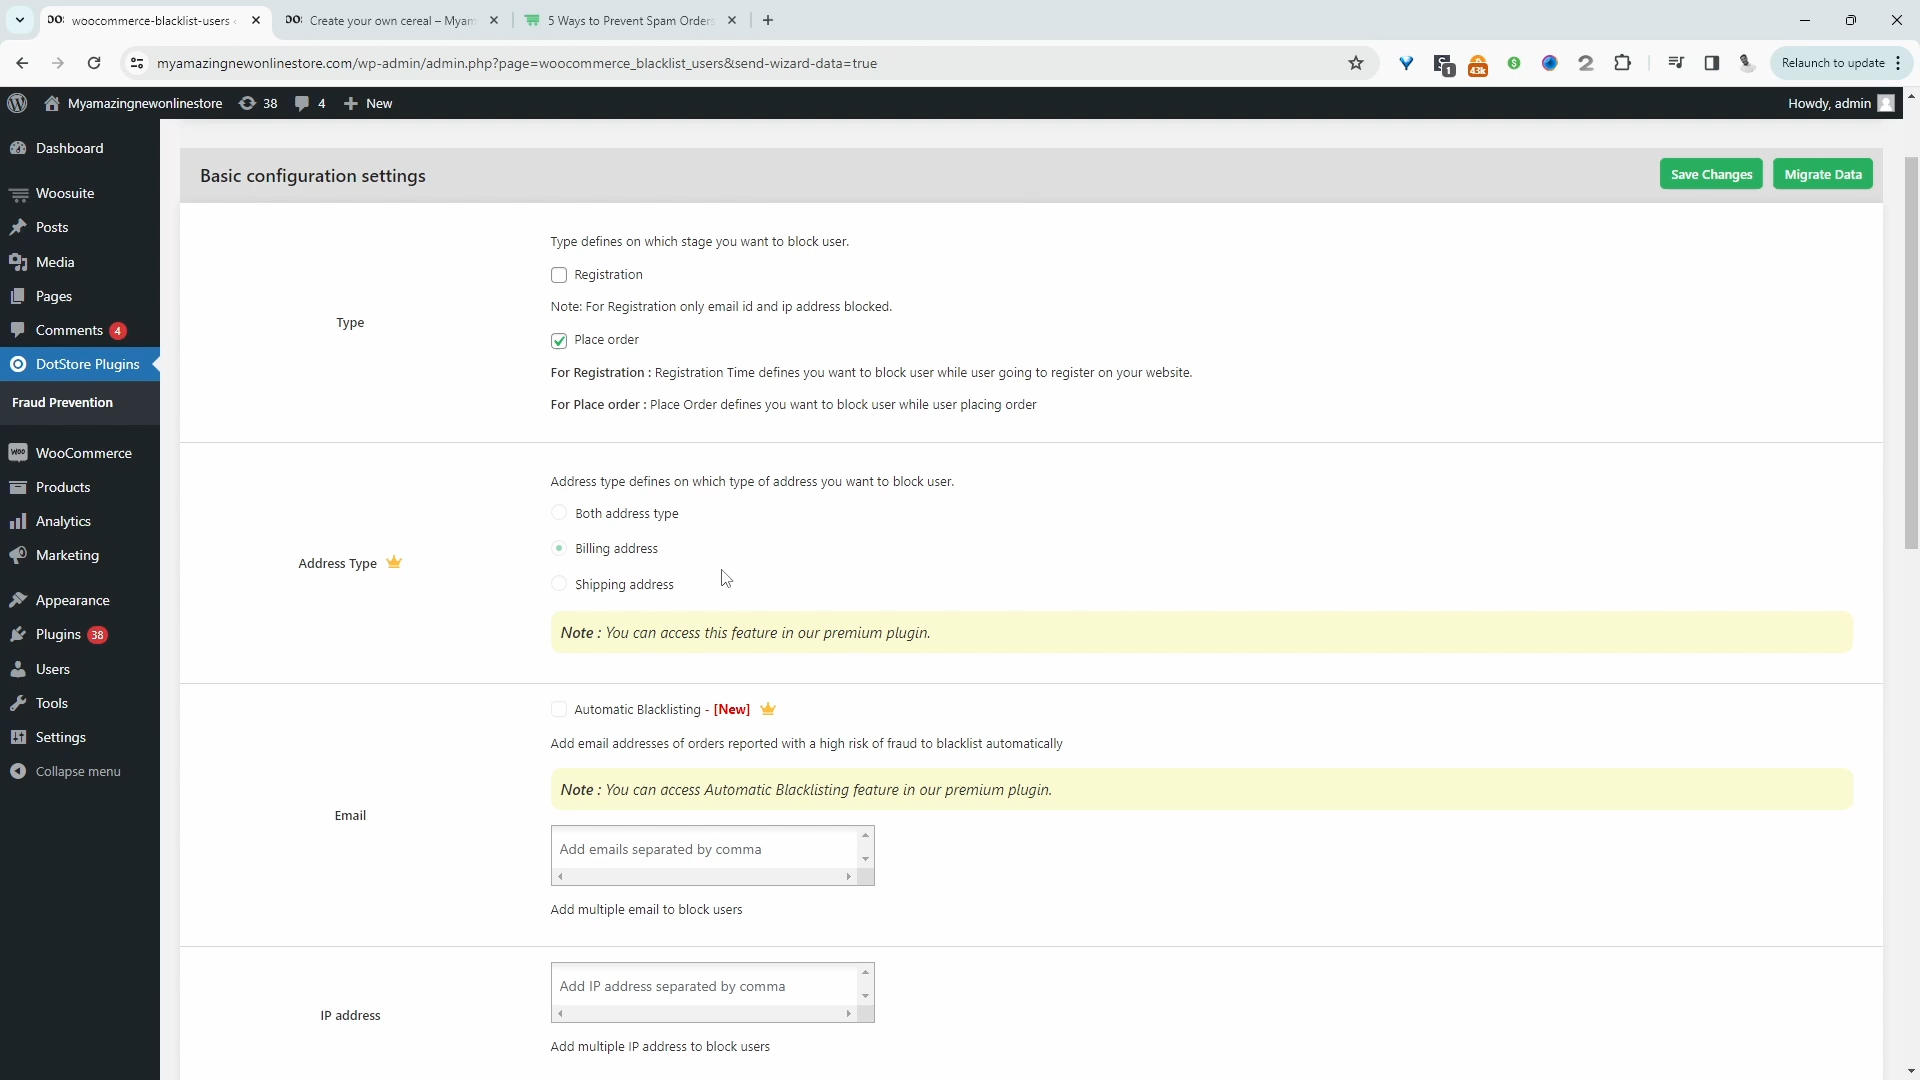 woocommerce-blacklist-users
Create your own cereal – Myam
5 Ways to Prevent Spam Orders
myamazingnewonlinestore.com/wp-admin/admin.php?page=woocommerce_blacklist_users&send-wizard-data=true
1
43k
Relaunch to update
Myamazingnewonlinestore
38
4
New
Howdy, admin
Dashboard
Woosuite
Posts
Media
Pages
Comments 4
DotStore Plugins
Fraud Prevention
WooCommerce
Products
Analytics
Marketing
Appearance
Plugins 38
Users
Tools
Settings
Collapse menu
Basic configuration settings
Save Changes
Migrate Data
Type
Type defines on which stage you want to block user.
Registration
Note: For Registration only email id and ip address blocked.
Place order
For Registration : Registration Time defines you want to block user while user going to register on your website.
For Place order : Place Order defines you want to block user while user placing order
Address Type
Address type defines on which type of address you want to block user.
Both address type
Billing address
Shipping address
Note : You can access this feature in our premium plugin.
Email
Automatic Blacklisting - [New]
Add email addresses of orders reported with a high risk of fraud to blacklist automatically
Note : You can access Automatic Blacklisting feature in our premium plugin.
Add emails separated by comma
Add multiple email to block users
IP address
Add IP address separated by comma
Add multiple IP address to block users